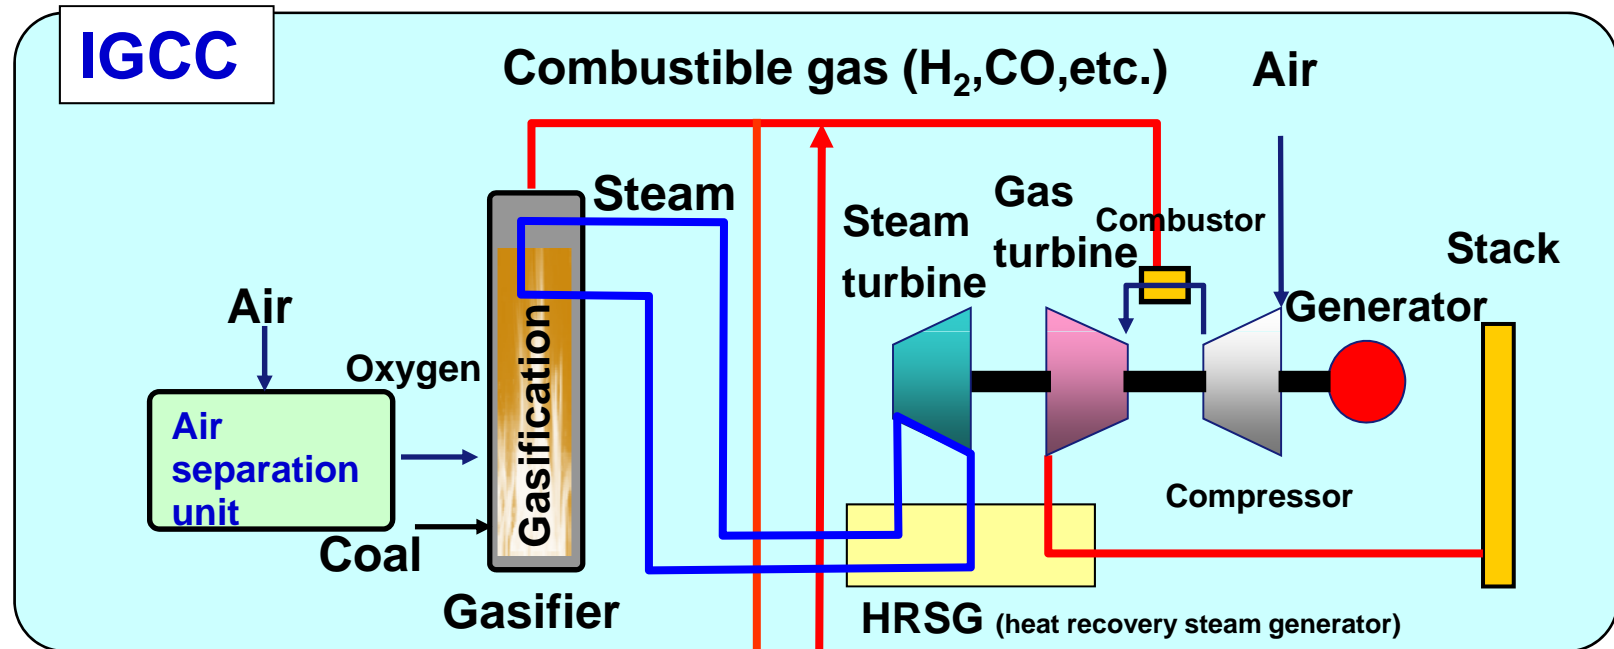 IGCC
Combustible gas (H₂,CO,etc.)
Air
Steam
Steam
turbine
Gas
turbine
Combustor
Stack
Generator
Air
Oxygen
Air
separation
unit
Gasification
Coal
Compressor
Gasifier
HRSG (heat recovery steam generator)